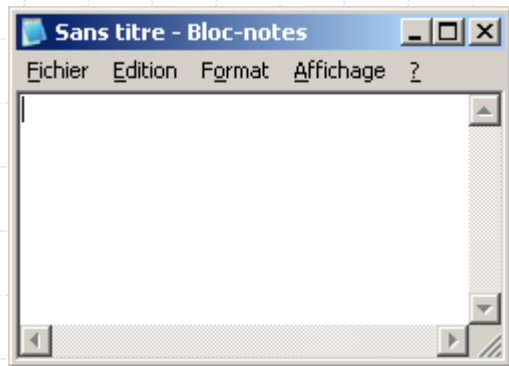 Sans titre - Bloc-notes
Fichier Edition Format Affichage ?